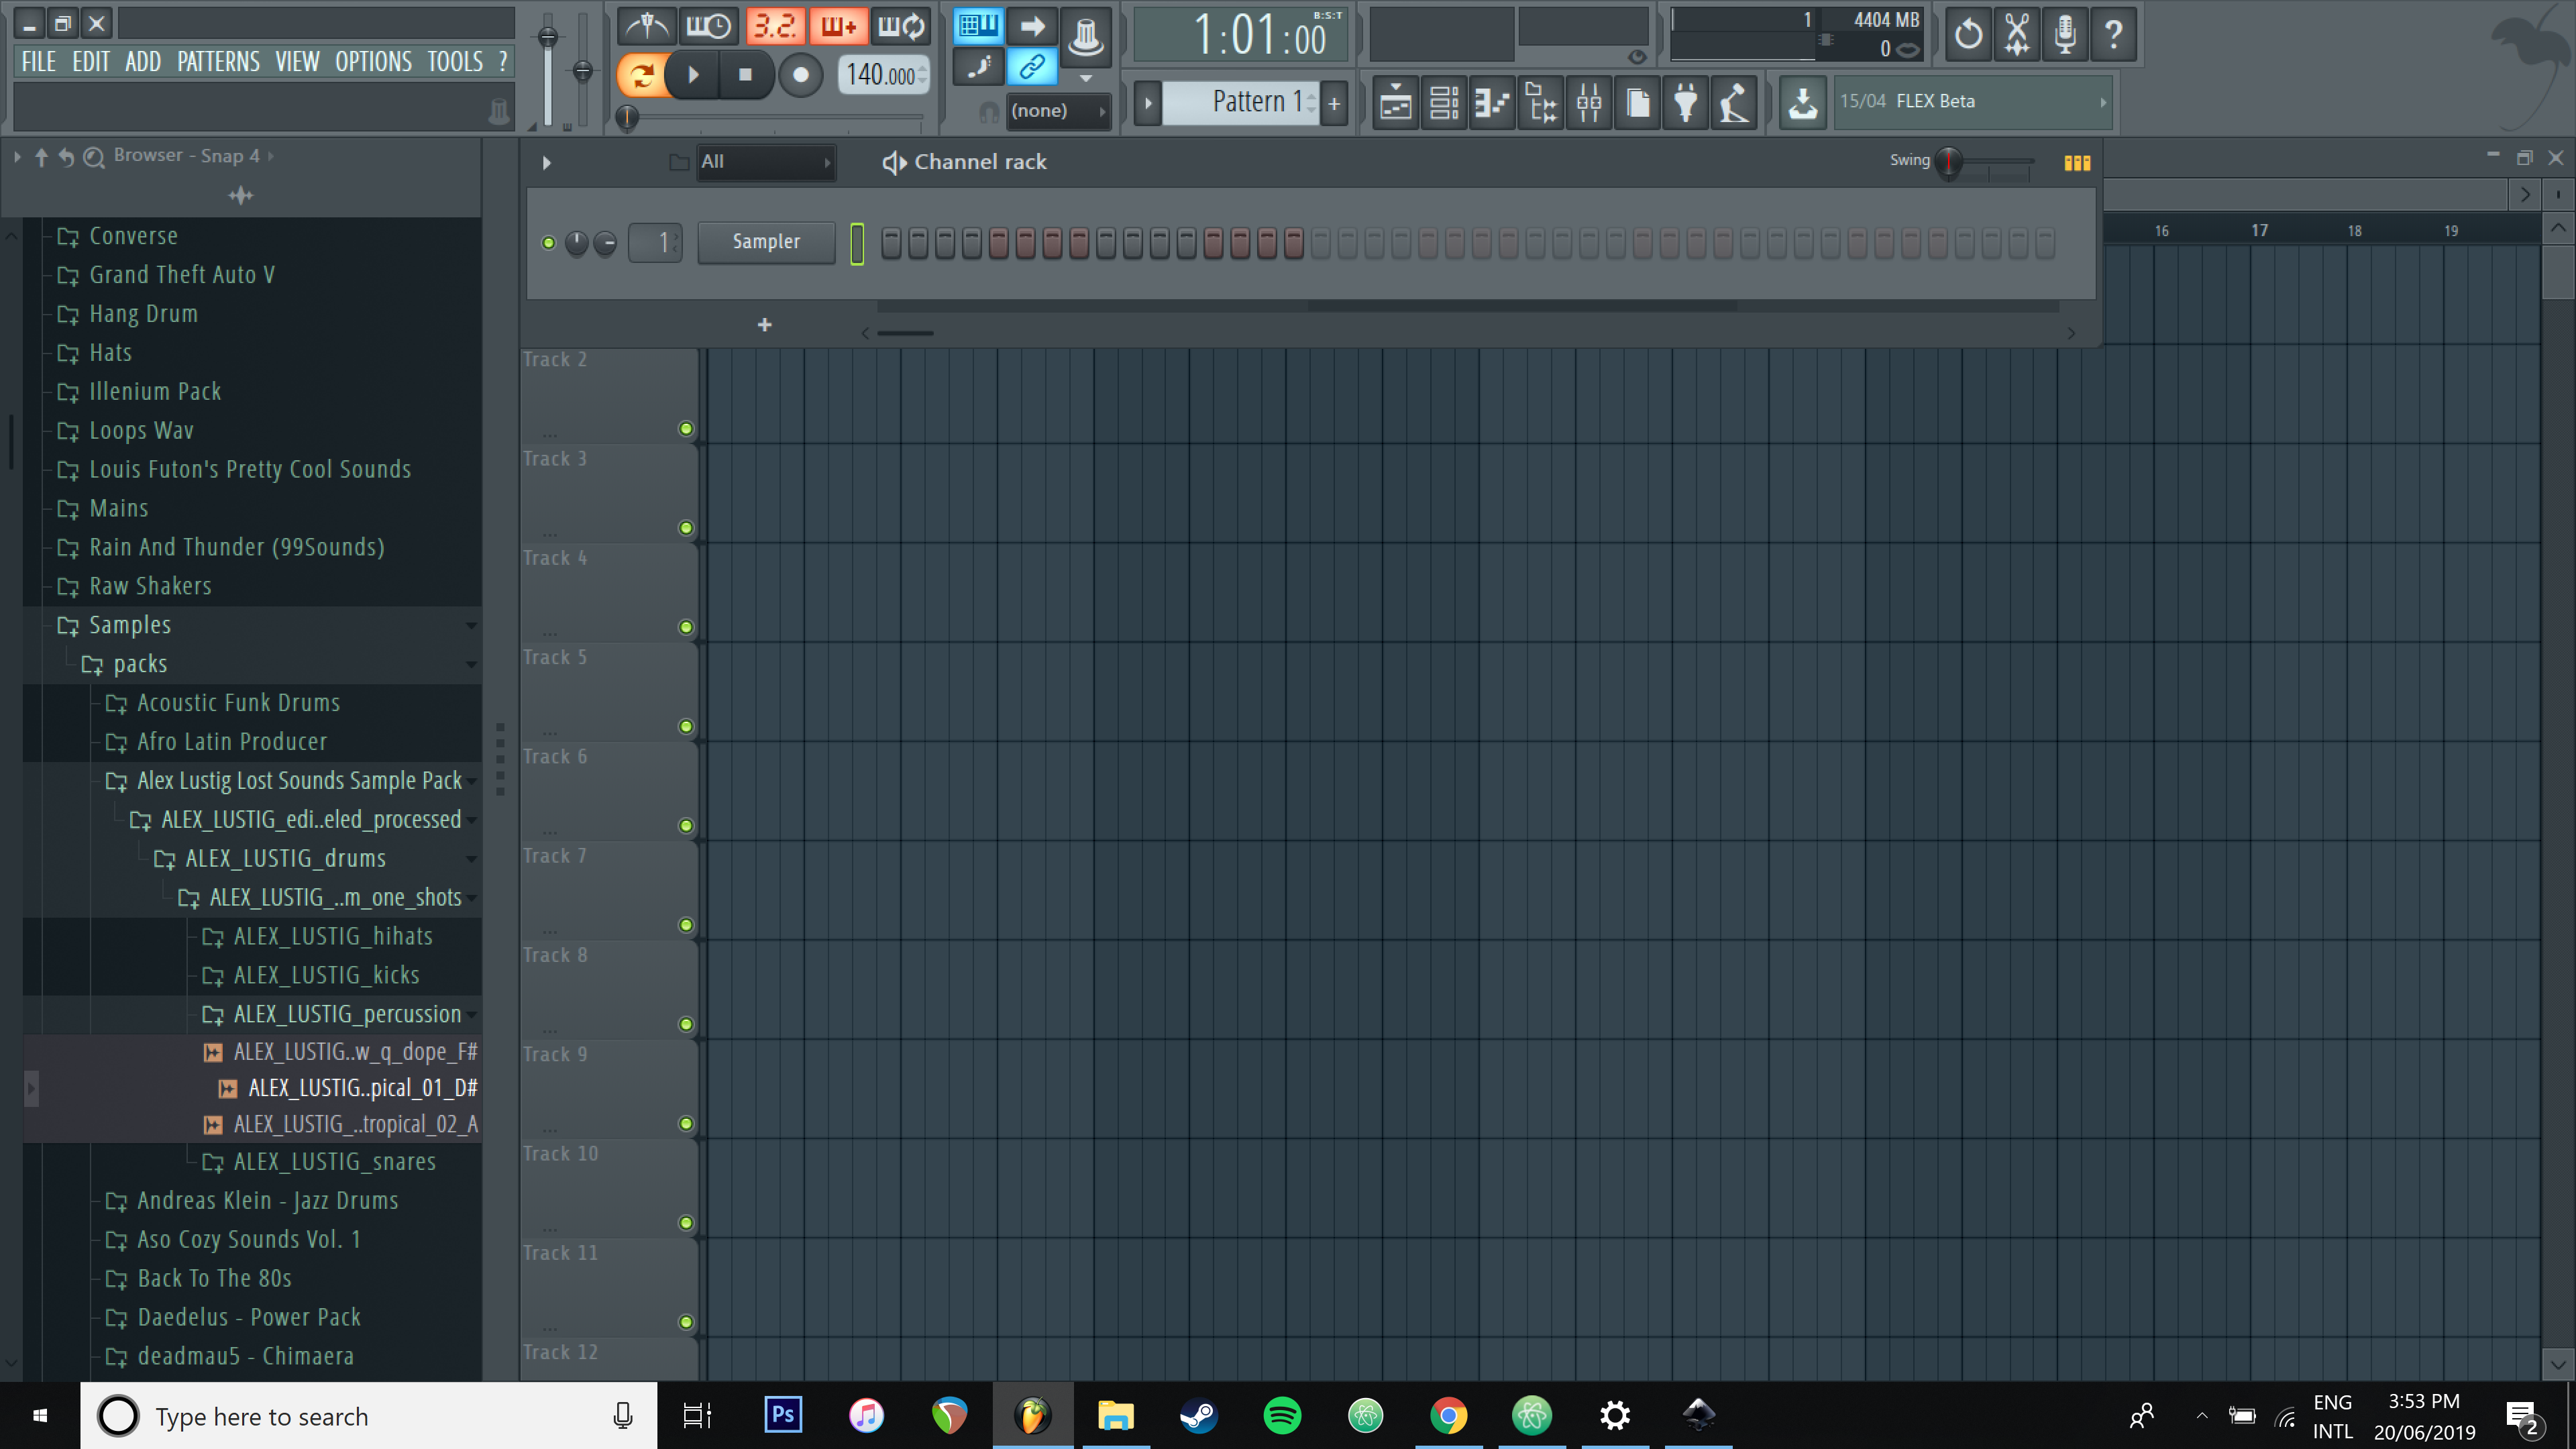 FILE EDIT ADD PATTERNS VIEW OPTIONS TOOLS ?
3.2.
140.000
(none)
1:01:00
B:S:T
Pattern 1
1
4404 MB
0
15/04 FLEX Beta
Browser - Snap 4
All
Channel rack
Swing
1
Sampler
16 17 18 19
Converse
Grand Theft Auto V
Hang Drum
Hats
Illenium Pack
Loops Wav
Louis Futon's Pretty Cool Sounds
Mains
Rain And Thunder (99Sounds)
Raw Shakers
Samples
packs
Acoustic Funk Drums
Afro Latin Producer
Alex Lustig Lost Sounds Sample Pack
ALEX_LUSTIG_edi..eled_processed
ALEX_LUSTIG_drums
ALEX_LUSTIG_..m_one_shots
ALEX_LUSTIG_hihats
ALEX_LUSTIG_kicks
ALEX_LUSTIG_percussion
ALEX_LUSTIG..w_q_dope_F#
ALEX_LUSTIG..pical_01_D#
ALEX_LUSTIG_..tropical_02_A
ALEX_LUSTIG_snares
Andreas Klein - Jazz Drums
Aso Cozy Sounds Vol. 1
Back To The 80s
Daedelus - Power Pack
deadmau5 - Chimaera
Track 2
Track 3
Track 4
Track 5
Track 6
Track 7
Track 8
Track 9
Track 10
Track 11
Track 12
Type here to search
Ps
ENG
INTL
3:53 PM
20/06/2019
2